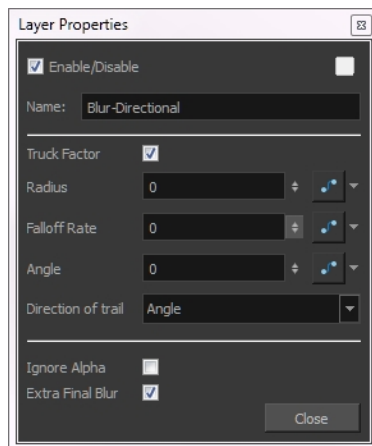 Layer Properties
Enable/Disable
Name: Blur-Directional
Truck Factor
Radius 0
Falloff Rate 0
Angle 0
Direction of trail Angle
Ignore Alpha
Extra Final Blur
Close